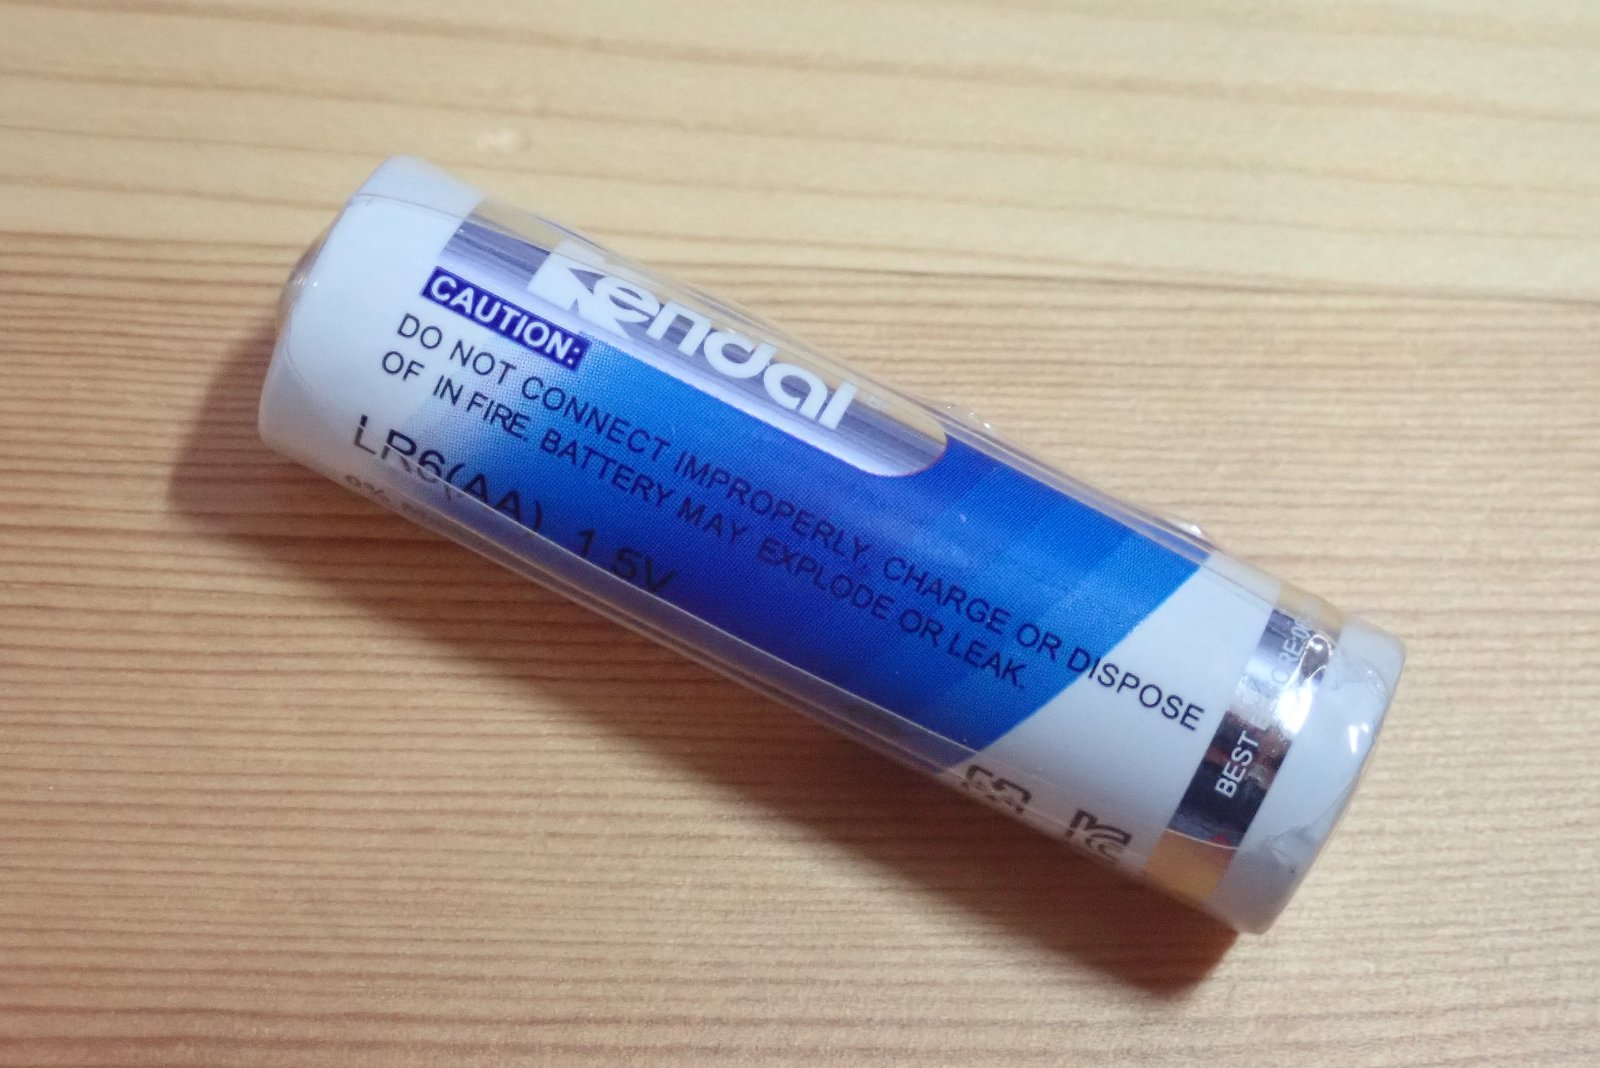 Kendal
CAUTION:
DO NOT CONNECT IMPROPERLY, CHARGE OR DISPOSE
OF IN FIRE. BATTERY MAY EXPLODE OR LEAK.
LR6(AA) 1.5V
0%
BEST